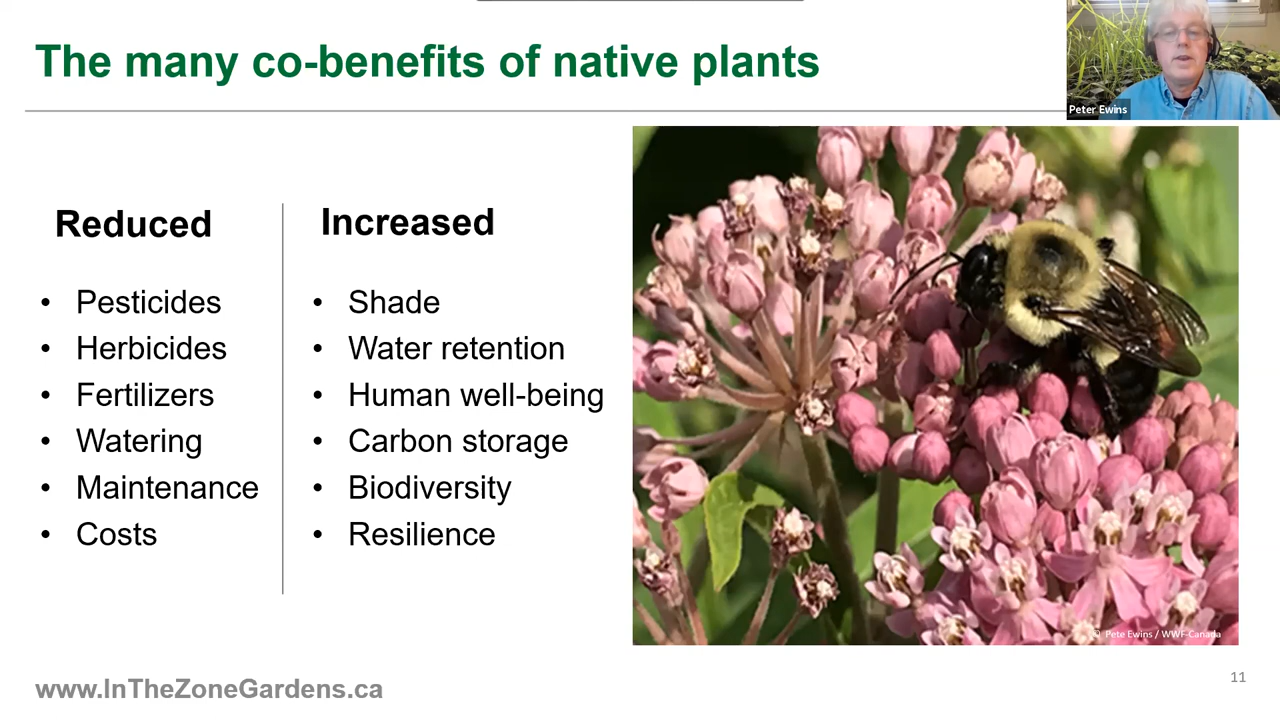 The many co-benefits of native plants
Peter Ewins
Reduced
• Pesticides
• Herbicides
• Fertilizers
• Watering
• Maintenance
• Costs
Increased
• Shade
• Water retention
• Human well-being
• Carbon storage
• Biodiversity
• Resilience
© Pete Ewins / WWF-Canada
www.InTheZoneGardens.ca
11